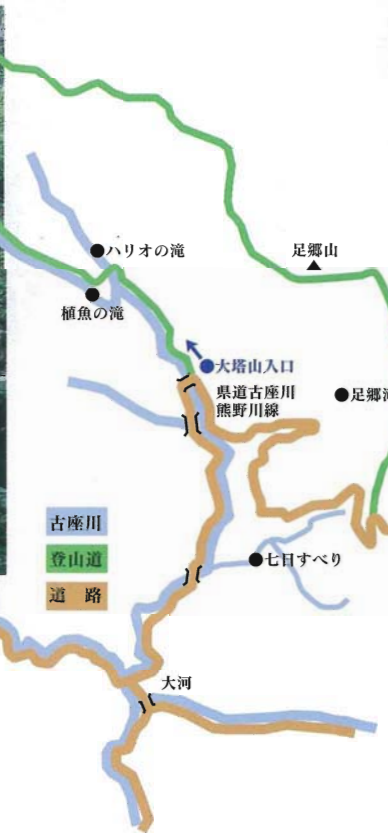 ハリオの滝
足郷山
植魚の滝
大塔山入口
県道古座川
熊野川線
足郷
古座川
登山道
道 路
七日すべり
大河